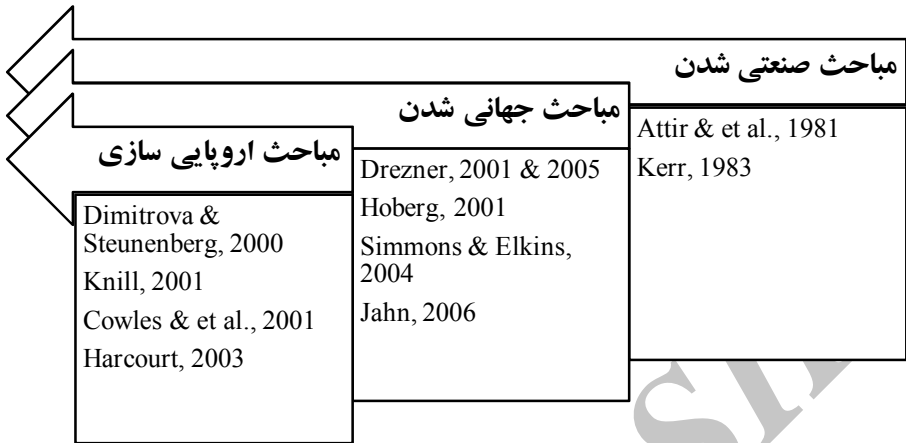 مباحث صنعتی شدن
Attir & et al., 1981
Kerr, 1983
مباحث جهانی شدن
Drezner, 2001 & 2005
Hoberg, 2001
Simmons & Elkins,
2004
Jahn, 2006
مباحث اروپایی سازی
Dimitrova &
Steunenberg, 2000
Knill, 2001
Cowles & et al., 2001
Harcourt, 2003